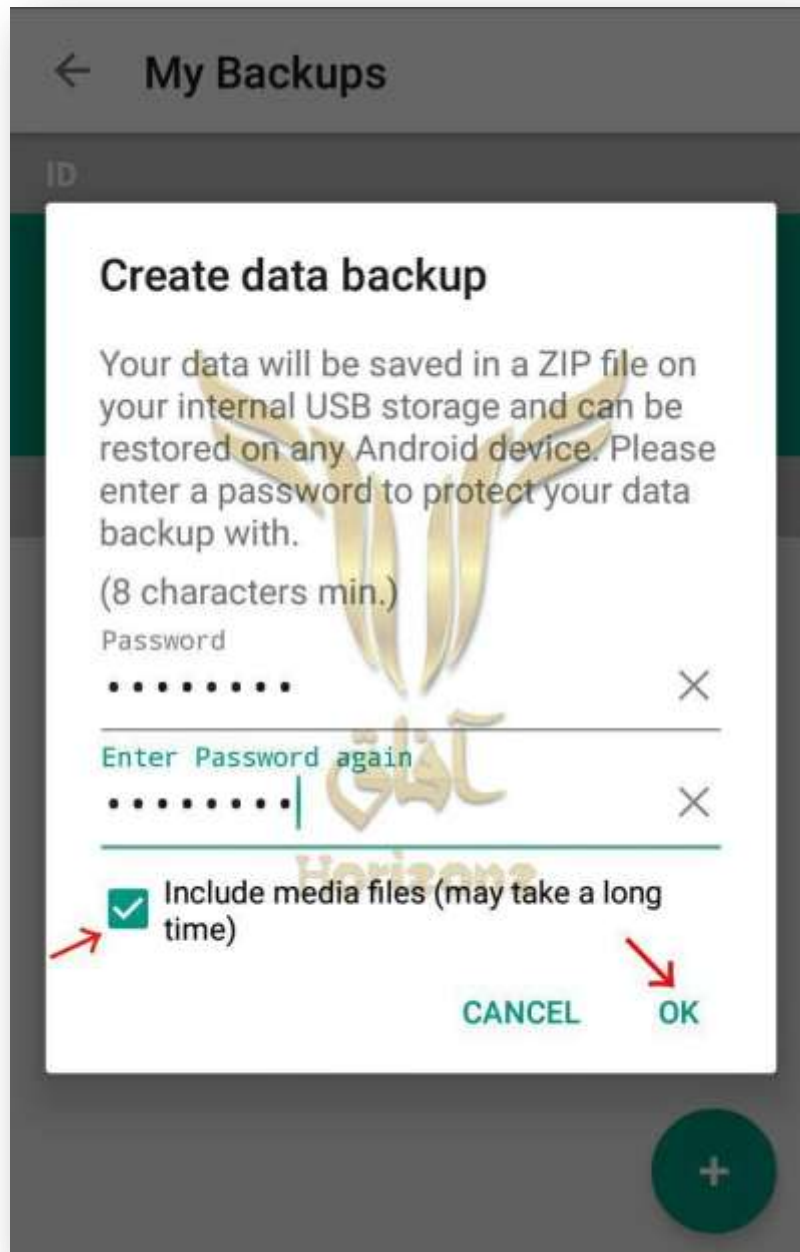 My Backups
ID
Create data backup
Your data will be saved in a ZIP file on
your internal USB storage and can be
restored on any Android device. Please
enter a password to protect your data
backup with.
(8 characters min.)
Password
••••••••
Enter Password again
••••••••
آفاق
Horizons
Include media files (may take a long
time)
CANCEL OK
+